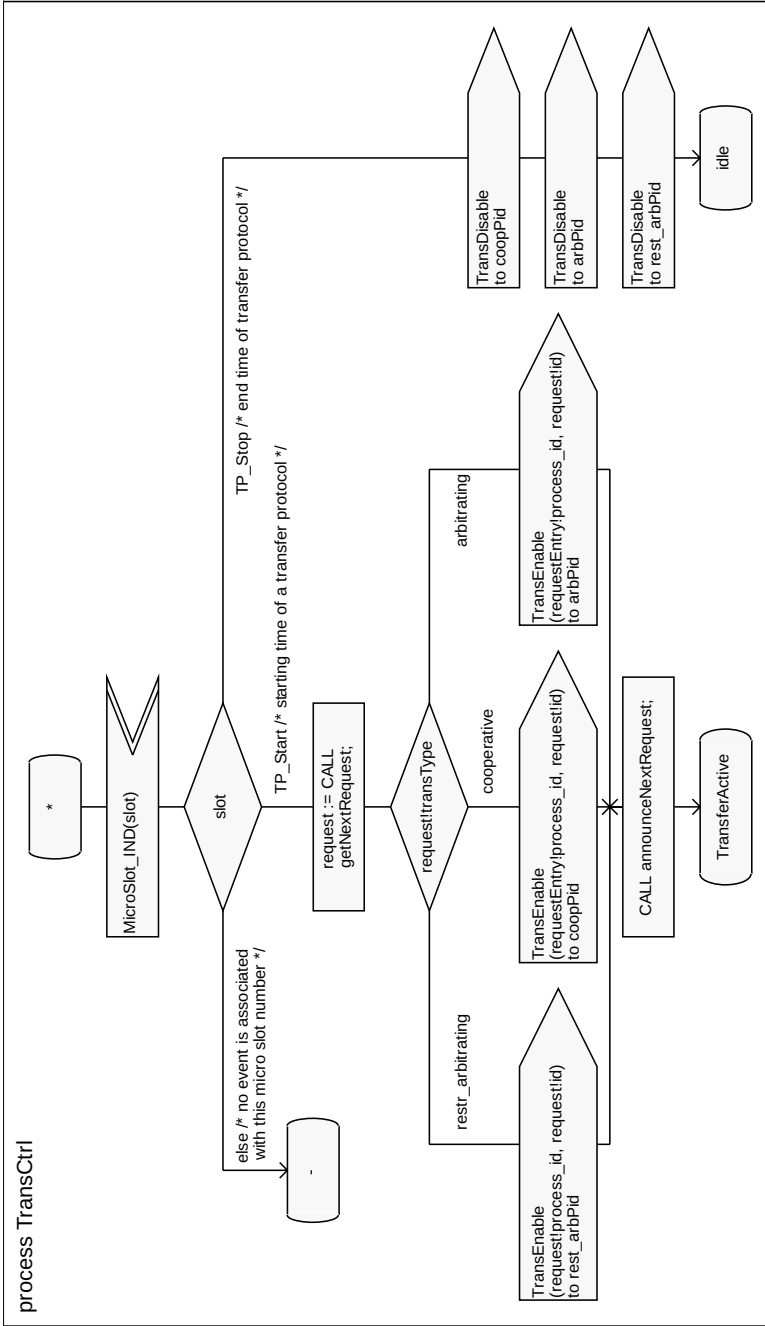 process TransCtrl
*
MicroSlot_IND(slot)
slot
else /* no event is associated
with this micro slot number */
TP_Start /* starting time of a transfer protocol */
TP_Stop /* end time of transfer protocol */
-
request := CALL
getNextRequest;
request!transType
restr_arbitrating
cooperative
arbitrating
TransEnable
(request!process_id, request!id)
to rest_arbPid
TransEnable
(requestEntry!process_id, request!id)
to coopPid
TransEnable
(requestEntry!process_id, request!id)
to arbPid
TransDisable
to coopPid
TransDisable
to arbPid
TransDisable
to rest_arbPid
CALL announceNextRequest;
TransferActive
idle